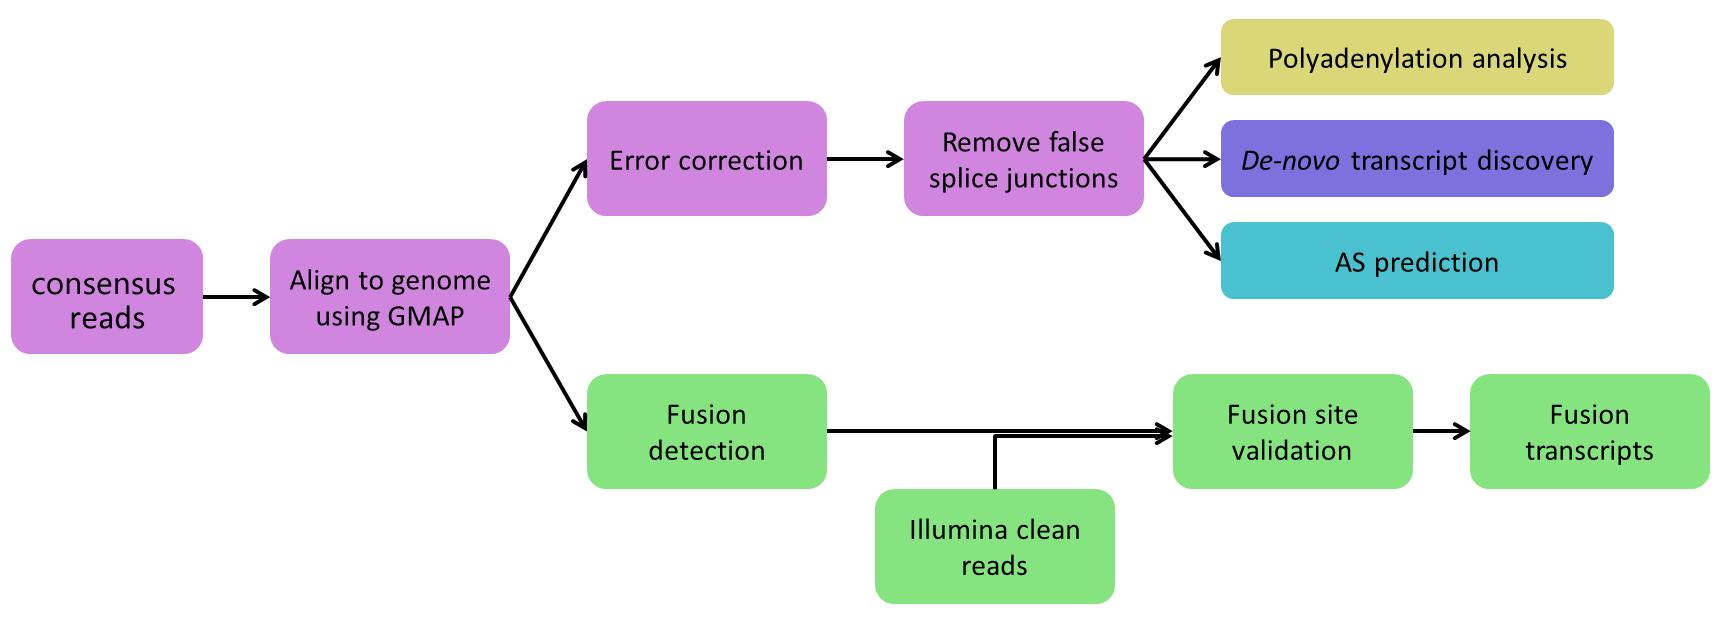 Polyadenylation analysis
Error correction
Remove false
splice junctions
De-novo transcript discovery
AS prediction
consensus
reads
Align to genome
using GMAP
Fusion
detection
Fusion site
validation
Fusion
transcripts
Illumina clean
reads